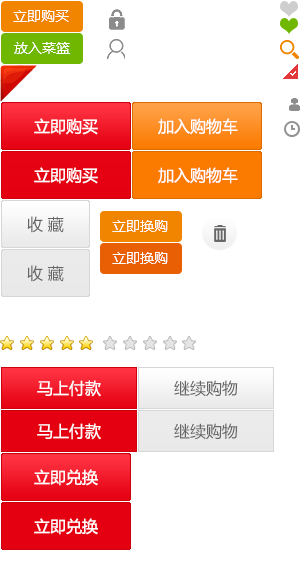 立即购买
放入菜篮
立即购买 加入购物车
立即购买 加入购物车
收 藏 立即换购
收 藏 立即换购
马上付款 继续购物
马上付款 继续购物
立即兑换
立即兑换